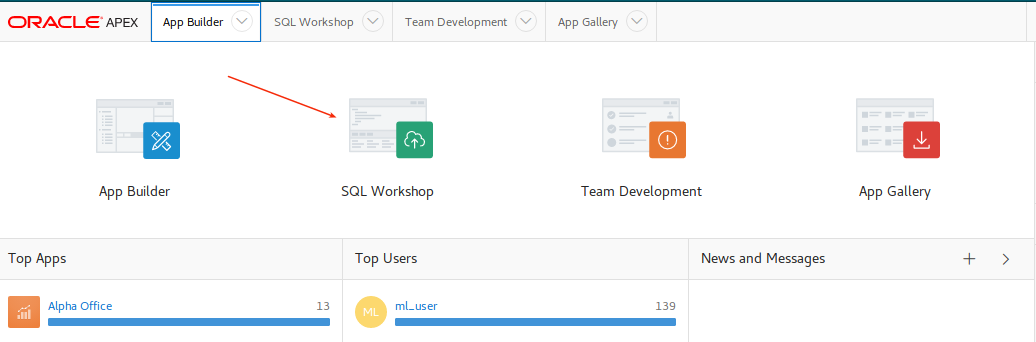 ORACLE APEX App Builder SQL Workshop Team Development App Gallery
App Builder SQL Workshop Team Development App Gallery
Top Apps Top Users News and Messages
Alpha Office 13 ML ml_user 139